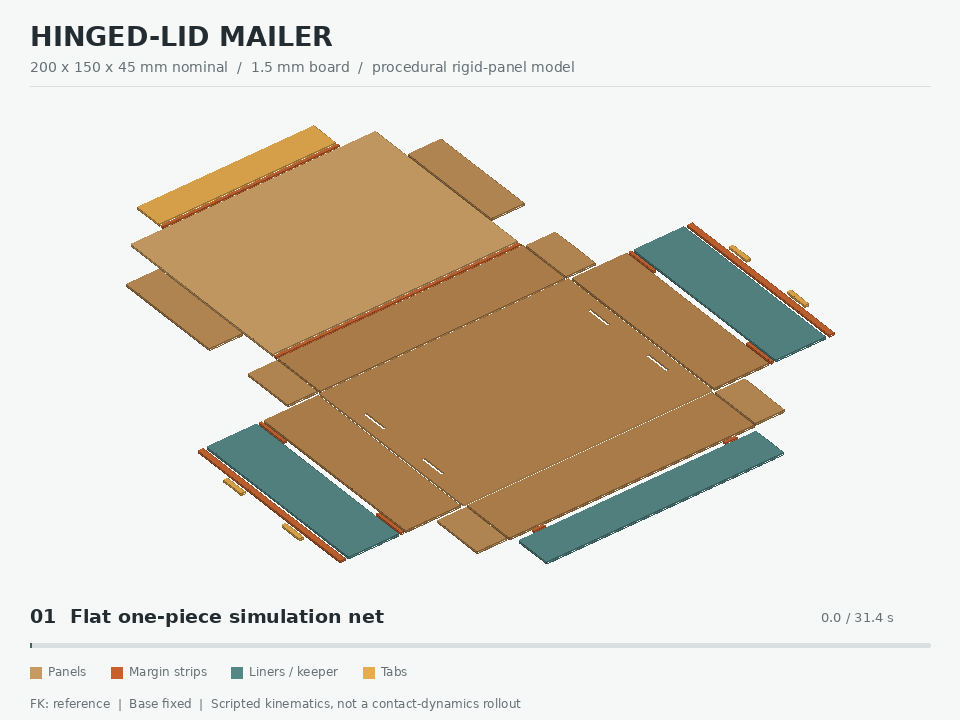 HINGED-LID MAILER
200 x 150 x 45 mm nominal / 1.5 mm board / procedural rigid-panel model
01 Flat one-piece simulation net
0.0 / 31.4 s
Panels
Margin strips
Liners / keeper
Tabs
FK: reference | Base fixed | Scripted kinematics, not a contact-dynamics rollout